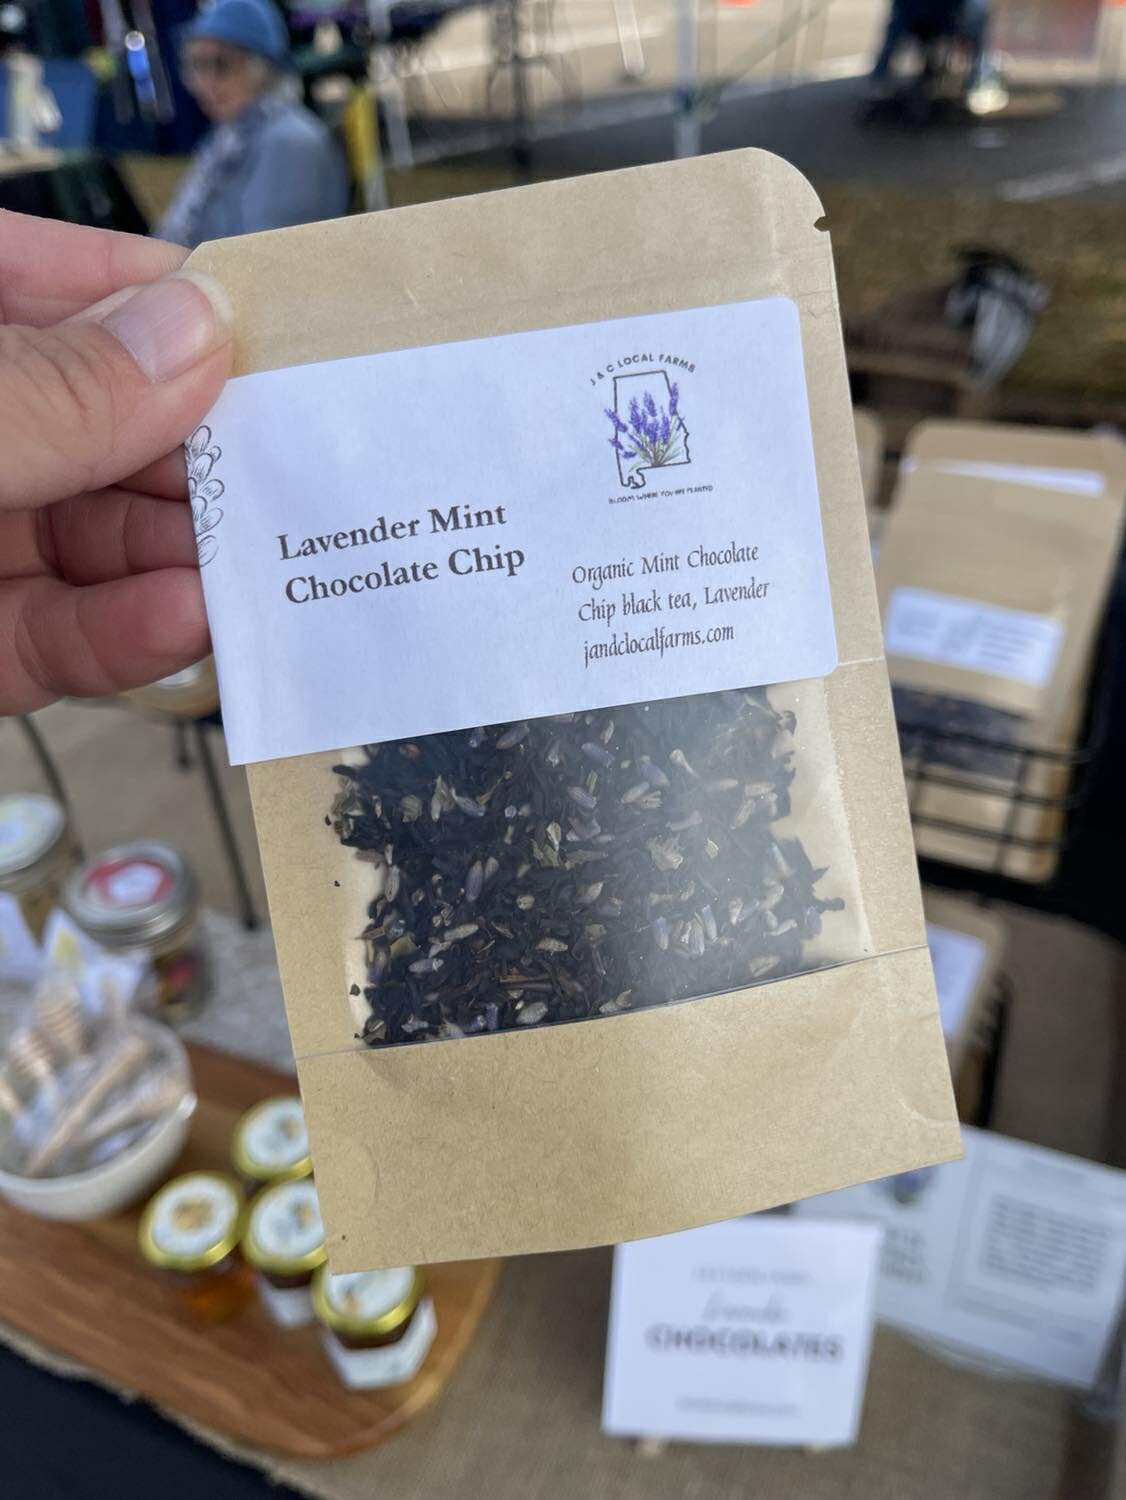 J & C LOCAL FARMS
BLOOM WHERE YOU ARE PLANTED
Lavender Mint
Chocolate Chip
Organic Mint Chocolate
Chip black tea, Lavender
jandclocalfarms.com
CHOCOLATES